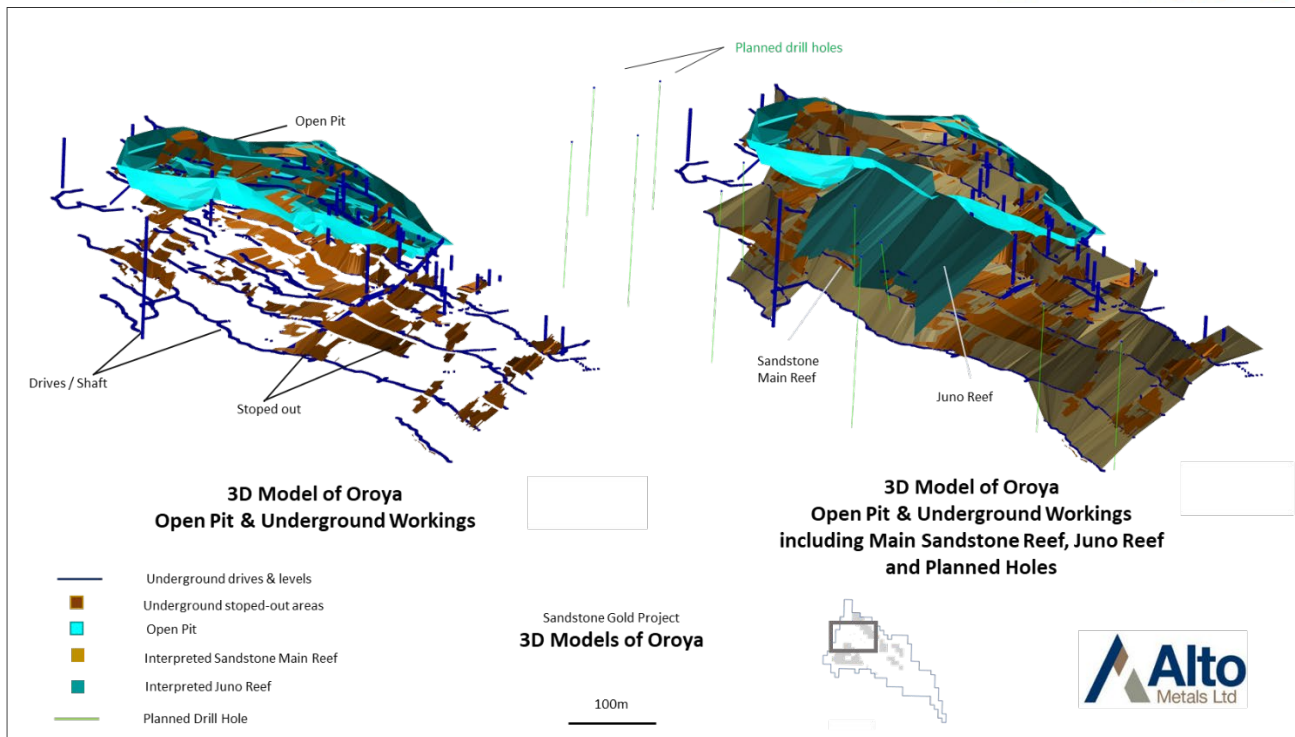 Planned drill holes
Open Pit
Drives / Shaft
Stoped out
Sandstone
Main Reef
Juno Reef
3D Model of Oroya
Open Pit & Underground Workings
3D Model of Oroya
Open Pit & Underground Workings
including Main Sandstone Reef, Juno Reef
and Planned Holes
Underground drives & levels
Underground stoped-out areas
Open Pit
Interpreted Sandstone Main Reef
Interpreted Juno Reef
Planned Drill Hole
Sandstone Gold Project
3D Models of Oroya
100m
Alto
Metals Ltd